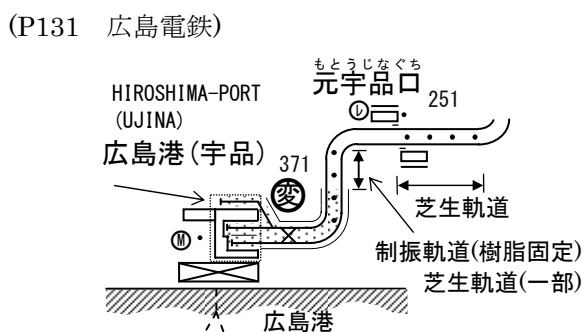 (P131 広島電鉄)
もとうじなぐち
元宇品口
㋹
251
HIROSHIMA-PORT
(UJINA)
広島港(宇品)
371
変
芝生軌道
Ⓜ
制振軌道(樹脂固定)
芝生軌道(一部)
広島港